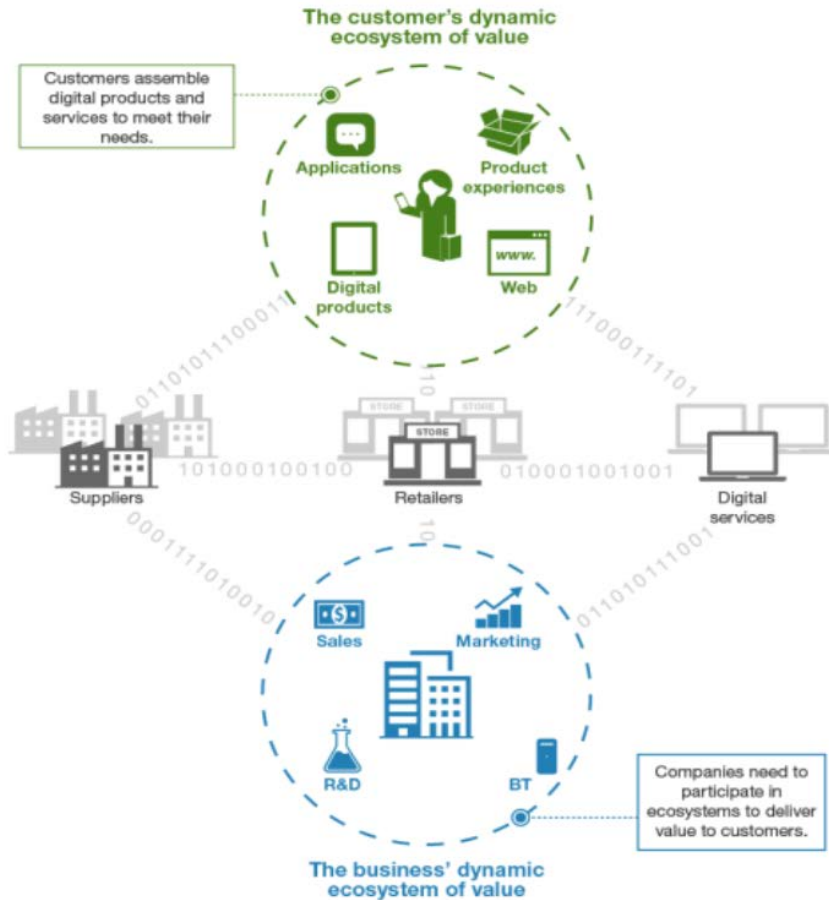 The customer's dynamic
ecosystem of value
Customers assemble
digital products and
services to meet their
needs.
Applications
Product
experiences
Digital
products
www.
Web
01101011100011
110
111000111101
STORE
STORE
STORE
Suppliers
101000100100
Retailers
010001001001
Digital
services
0001111010010
10
011010111001
$
Sales
Marketing
R&D
BT
Companies need to
participate in
ecosystems to deliver
value to customers.
The business' dynamic
ecosystem of value